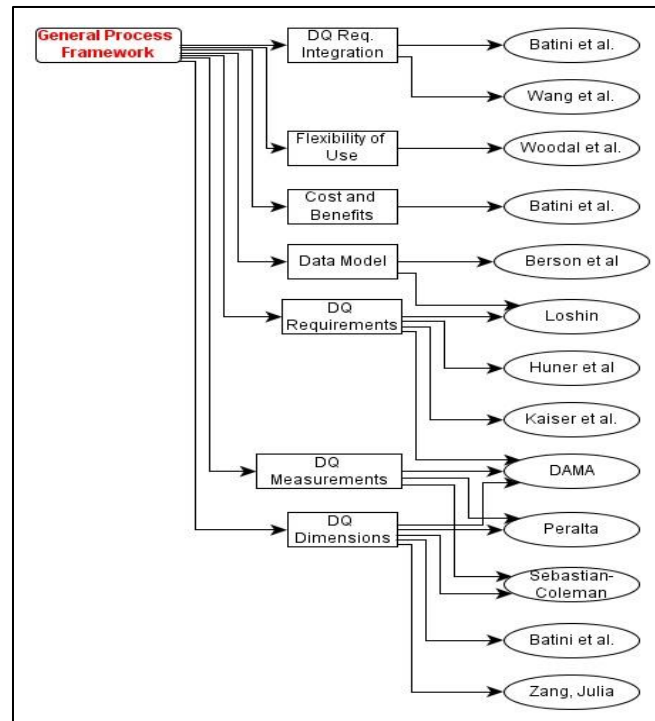 General Process
Framework
DQ Req.
Integration
Batini et al.
Wang et al.
Flexibility of
Use
Woodal et al.
Cost and
Benefits
Batini et al.
Data Model
Berson et al
Loshin
DQ
Requirements
Huner et al
Kaiser et al.
DQ
Measurements
DAMA
Peralta
DQ
Dimensions
Sebastian-
Coleman
Batini et al.
Zang, Julia